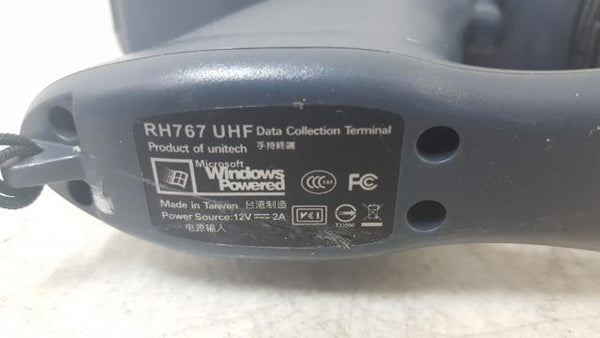 RH767 UHF Data Collection Terminal
Product of unitech 手持終端
Microsoft
Windows
Powered
CCC
FC
Made in Taiwan 台湾制造
Power Source:12V 2A
电源输入